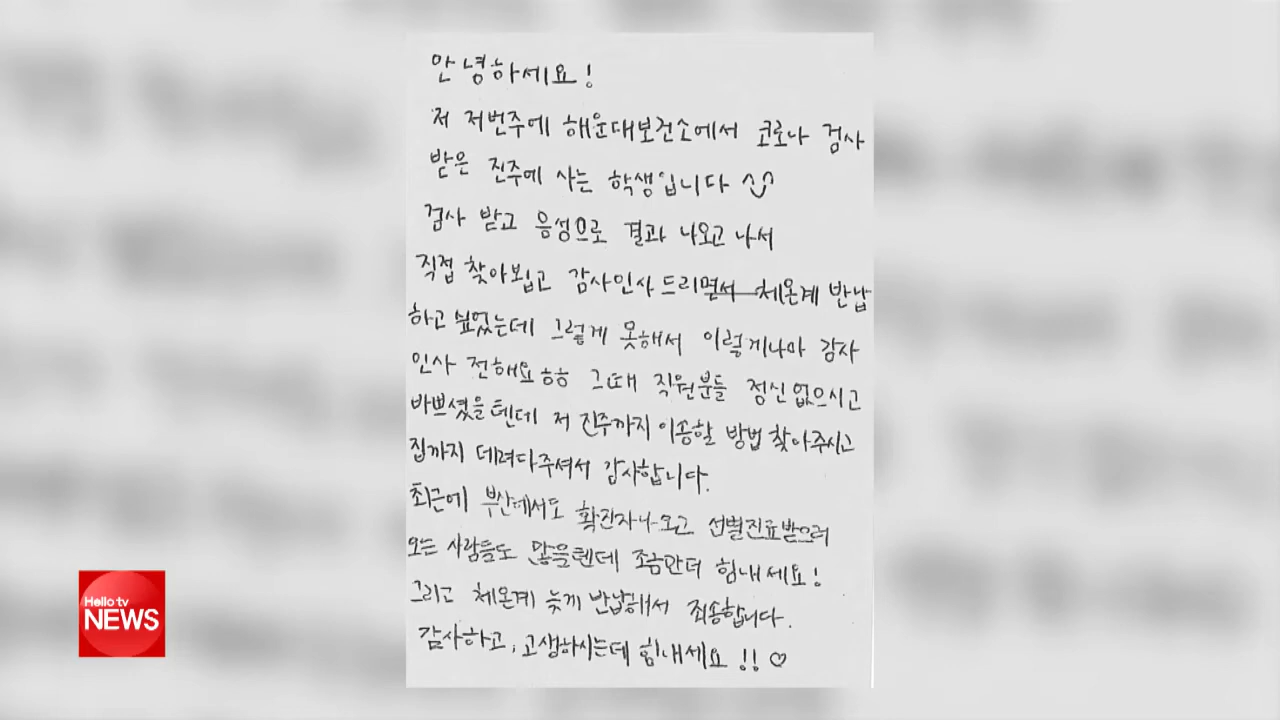 안녕하세요!
저 저번주에 해운대보건소에서 코로나 검사
받은 진주에 사는 학생입니다
검사 받고 음성으로 결과 나오고 나서
직접 찾아뵙고 감사인사 드리면서 체온계 반납
하고 싶었는데 그렇게 못해서 이렇게나마 감사
인사 전해요ㅎㅎ 그때 직원분들 정신 없으시고
바쁘셨을텐데 저 진주까지 이송할 방법 찾아주시고
집까지 데려다주셔서 감사합니다.
최근에 부산에서도 확진자나오고 선별진료받으러
오는 사람들도 많을텐데 조금만더 힘내세요!
그리고 체온계 늦게 반납해서 죄송합니다.
감사하고, 고생하시는데 힘내세요!! ♡
Hello tv
NEWS